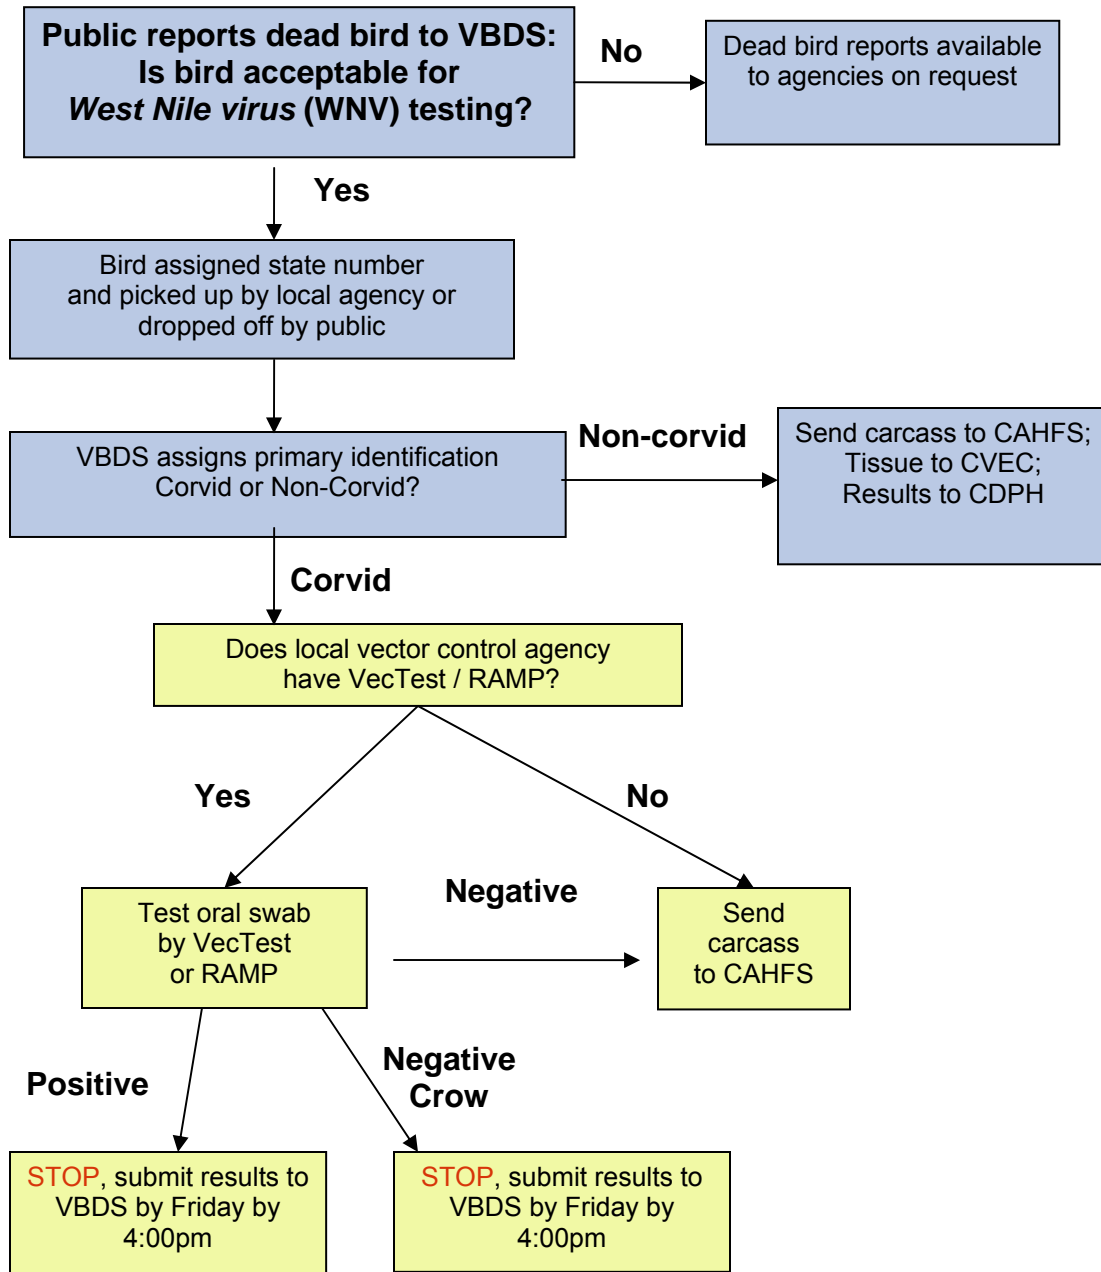 Public reports dead bird to VBDS:
Is bird acceptable for
West Nile virus (WNV) testing?
No
Dead bird reports available
to agencies on request
Yes
Bird assigned state number
and picked up by local agency or
dropped off by public
VBDS assigns primary identification
Corvid or Non-Corvid?
Non-corvid
Send carcass to CAHFS;
Tissue to CVEC;
Results to CDPH
Corvid
Does local vector control agency
have VecTest / RAMP?
Yes
No
Test oral swab
by VecTest
or RAMP
Negative
Send
carcass
to CAHFS
Positive
Negative
Crow
STOP, submit results to
VBDS by Friday by
4:00pm
STOP, submit results to
VBDS by Friday by
4:00pm